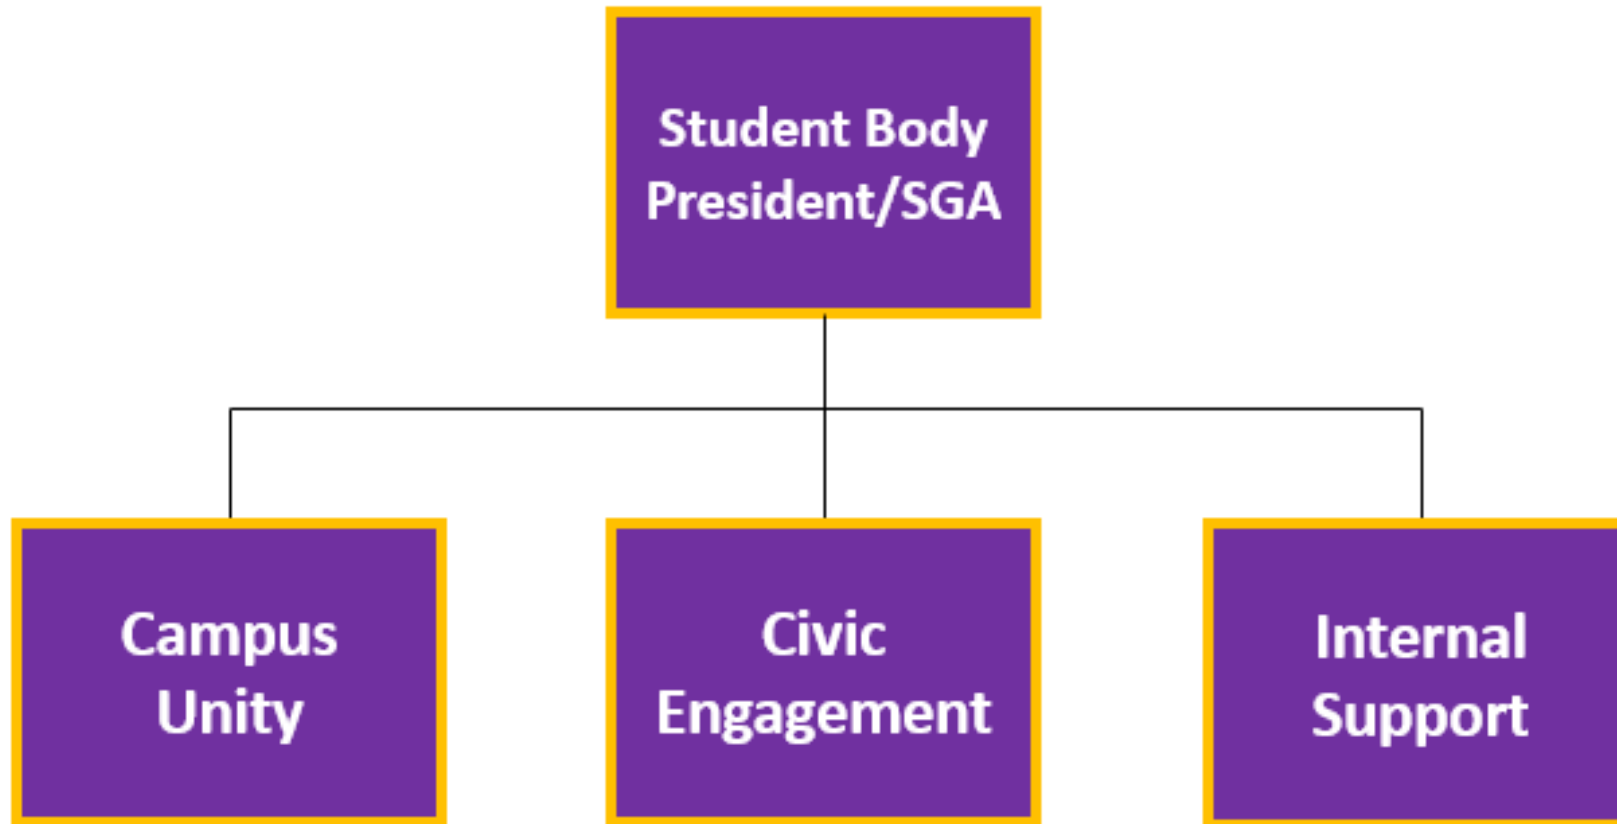 Student Body
President/SGA
Campus
Unity
Civic
Engagement
Internal
Support